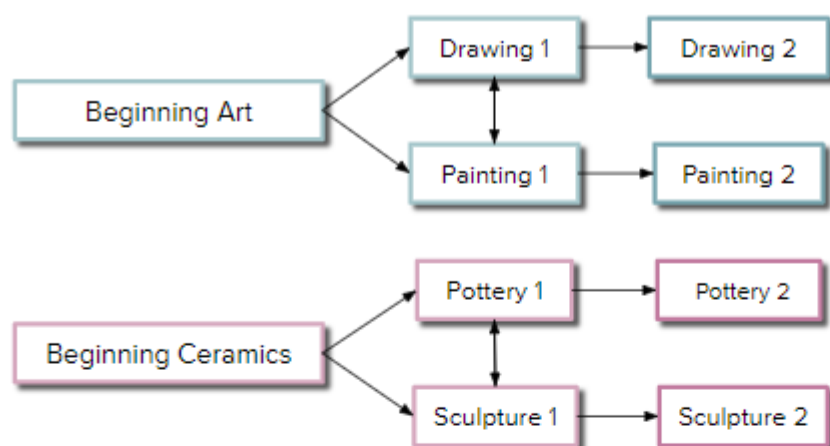 Drawing 1
Drawing 2
Beginning Art
Painting 1
Painting 2
Pottery 1
Pottery 2
Beginning Ceramics
Sculpture 1
Sculpture 2